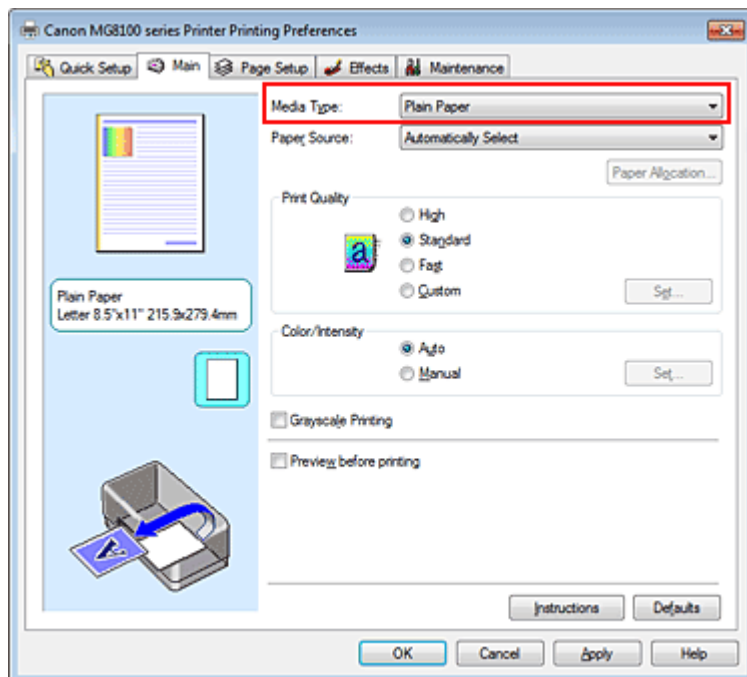 Canon MG8100 series Printer Printing Preferences
Quick Setup Main Page Setup Effects Maintenance
Media Type: Plain Paper
Paper Source: Automatically Select
Paper Allocation...
Print Quality
High
Standard
Fast
Custom Set...
Plain Paper
Letter 8.5"x11" 215.9x279.4mm
Color/Intensity
Auto
Manual Set...
Grayscale Printing
Preview before printing
Instructions Defaults
OK Cancel Apply Help